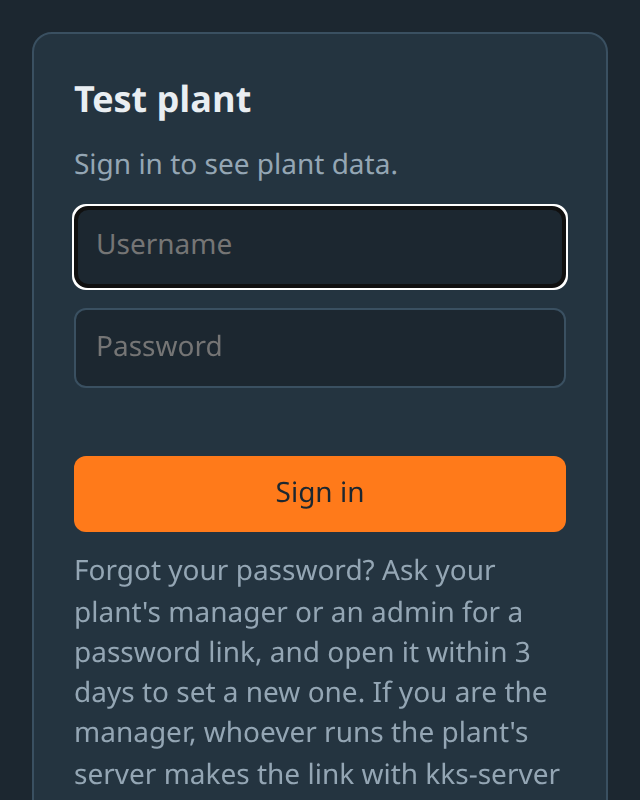 Test plant
Sign in to see plant data.
Username
Password
Sign in
Forgot your password? Ask your
plant's manager or an admin for a
password link, and open it within 3
days to set a new one. If you are the
manager, whoever runs the plant's
server makes the link with kks-server